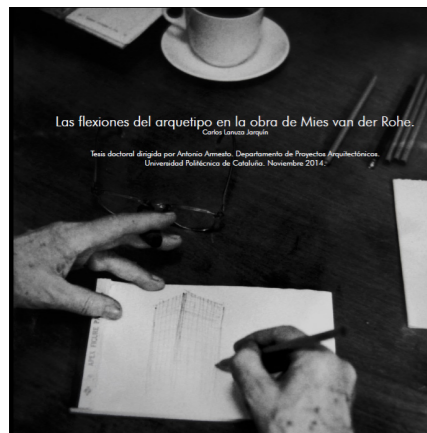 Las flexiones del arquetipo en la obra de Mies van der Rohe.
Carlos Lanuza Jarquín
Tesis doctoral dirigida por Antonio Armesto. Departamento de Proyectos Arquitectónicos.
Universidad Politécnica de Cataluña. Noviembre 2014.